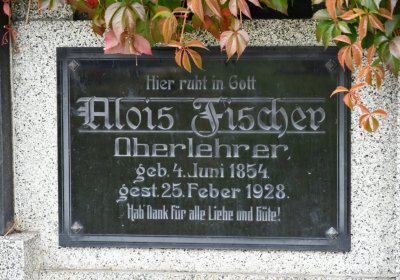 Hier ruht in Gott
Alois Fischer
Oberlehrer,
geb. 4. Juni 1854.
gest. 25. Feber 1928.
Hab' Dank für alle Liebe und Güte!